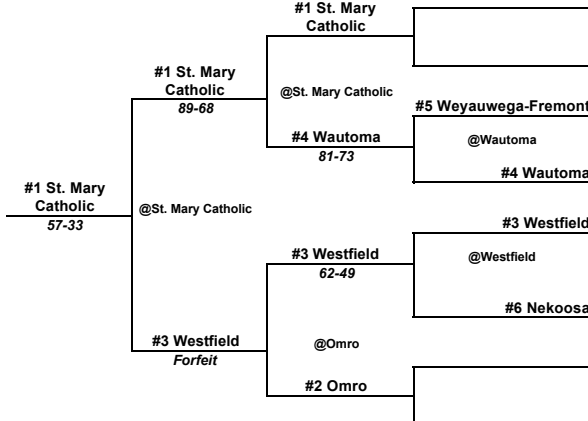 #1 St. Mary
Catholic
#1 St. Mary
Catholic
89-68
@St. Mary Catholic
#5 Weyauwega-Fremont
@Wautoma
#4 Wautoma
81-73
#4 Wautoma
#1 St. Mary
Catholic
57-33
@St. Mary Catholic
#3 Westfield
#3 Westfield
62-49
@Westfield
#6 Nekoosa
#3 Westfield
Forfeit
@Omro
#2 Omro